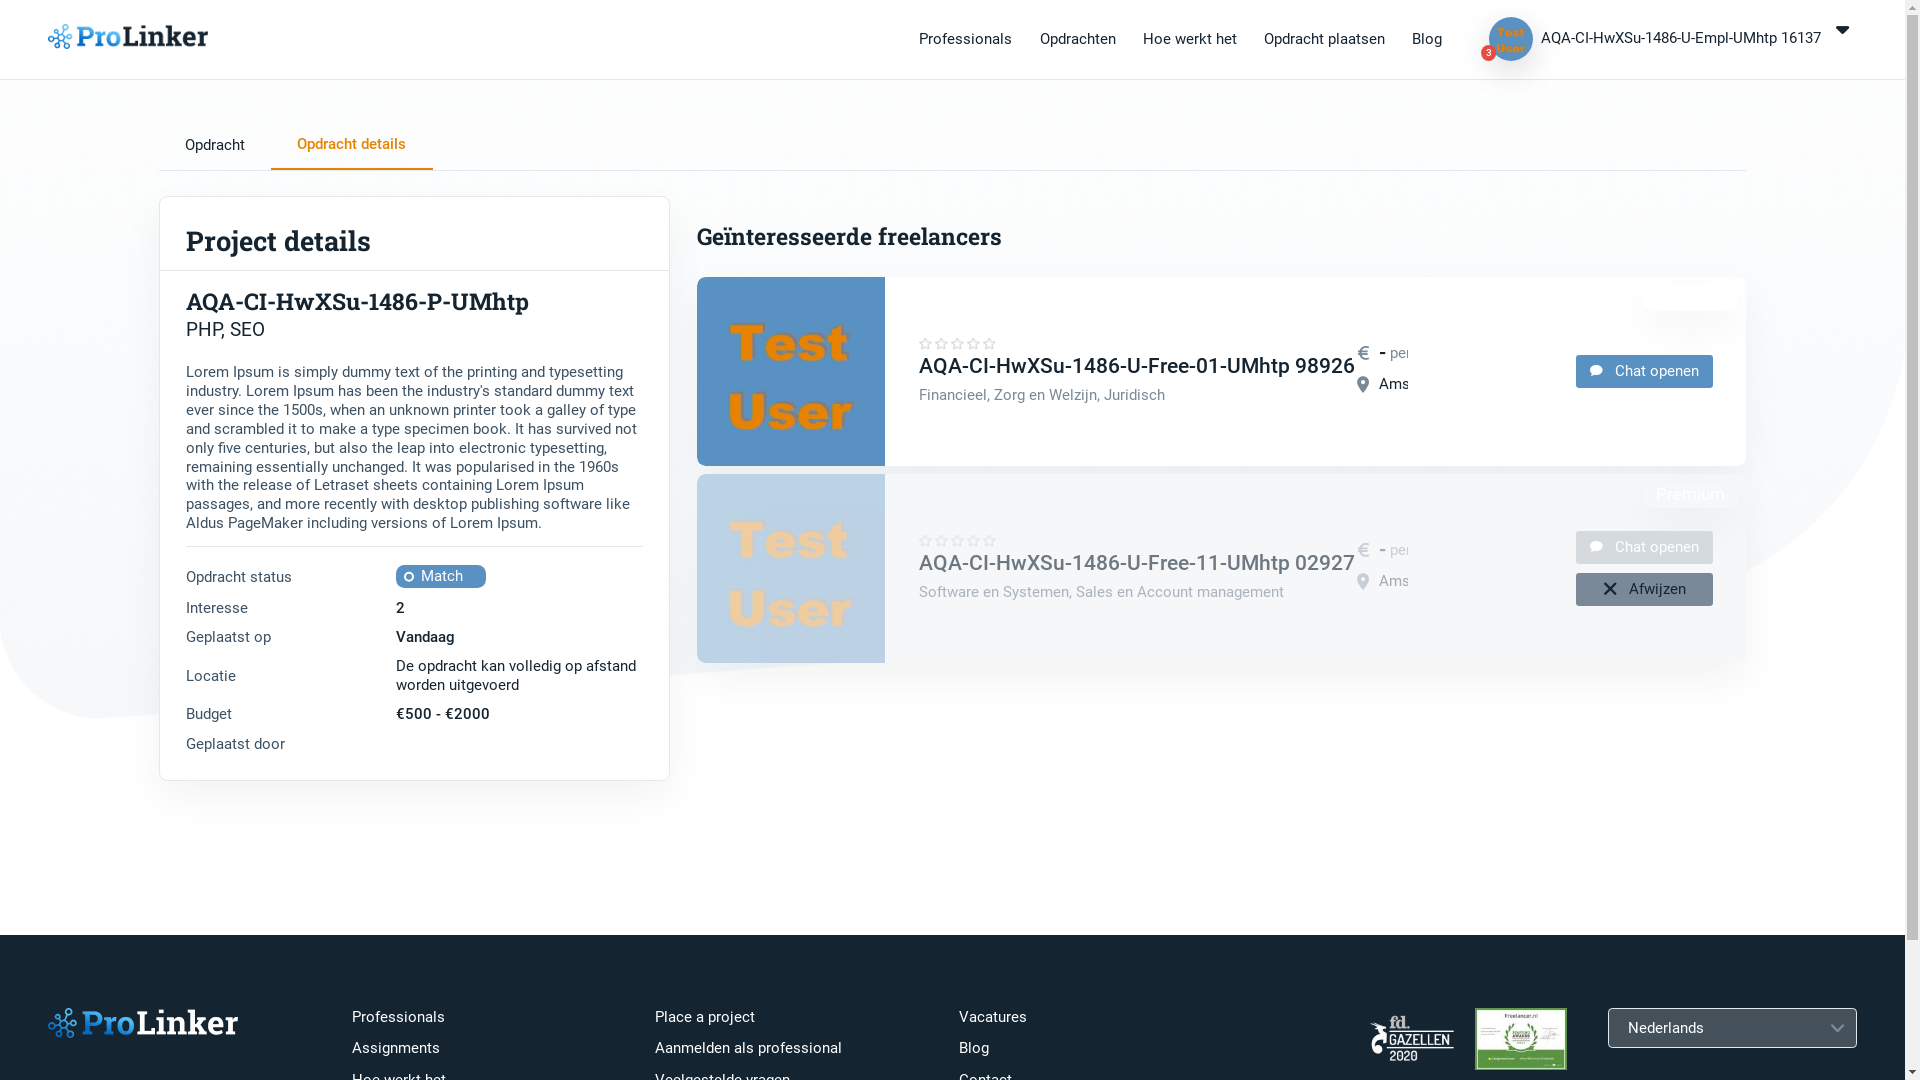 ProLinker
Professionals
Opdrachten
Hoe werkt het
Opdracht plaatsen
Blog
Test
User
3
AQA-CI-HwXSu-1486-U-Empl-UMhtp 16137
Opdracht
Opdracht details
Project details
AQA-CI-HwXSu-1486-P-UMhtp
PHP, SEO
Lorem Ipsum is simply dummy text of the printing and typesetting
industry. Lorem Ipsum has been the industry's standard dummy text
ever since the 1500s, when an unknown printer took a galley of type
and scrambled it to make a type specimen book. It has survived not
only five centuries, but also the leap into electronic typesetting,
remaining essentially unchanged. It was popularised in the 1960s
with the release of Letraset sheets containing Lorem Ipsum
passages, and more recently with desktop publishing software like
Aldus PageMaker including versions of Lorem Ipsum.
Opdracht status
Match
Interesse
2
Geplaatst op
Vandaag
Locatie
De opdracht kan volledig op afstand
worden uitgevoerd
Budget
€500 - €2000
Geplaatst door
Geïnteresseerde freelancers
Test
User
AQA-CI-HwXSu-1486-U-Free-01-UMhtp 98926
Financieel, Zorg en Welzijn, Juridisch
€ - per
Ams
Chat openen
Test
User
AQA-CI-HwXSu-1486-U-Free-11-UMhtp 02927
Software en Systemen, Sales en Account management
€ - per
Ams
Premium
Chat openen
Afwijzen
ProLinker
Professionals
Assignments
Hoe werkt het
Place a project
Aanmelden als professional
Veelgestelde vragen
Vacatures
Blog
Contact
fd.
GAZELLEN
2020
Freelancer.nl
Nederlands